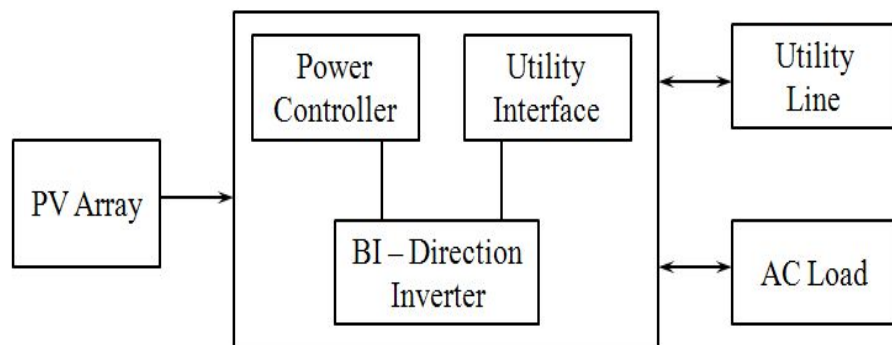 Power
Controller
Utility
Interface
Utility
Line
PV Array
BI – Direction
Inverter
AC Load